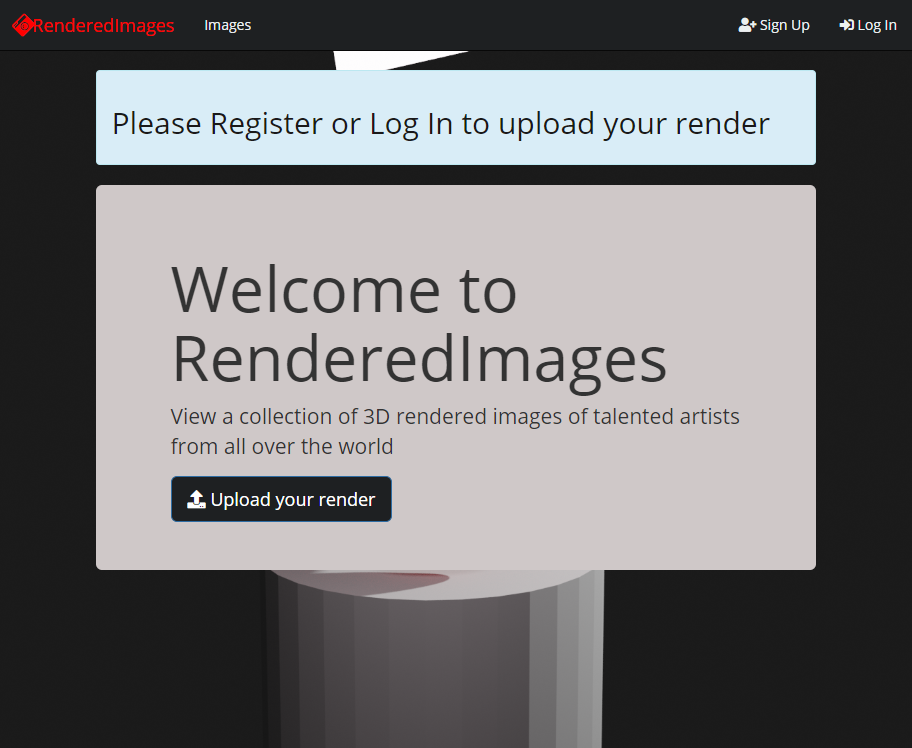 RenderedImages Images Sign Up Log In
Please Register or Log In to upload your render
Welcome to
RenderedImages
View a collection of 3D rendered images of talented artists
from all over the world
Upload your render